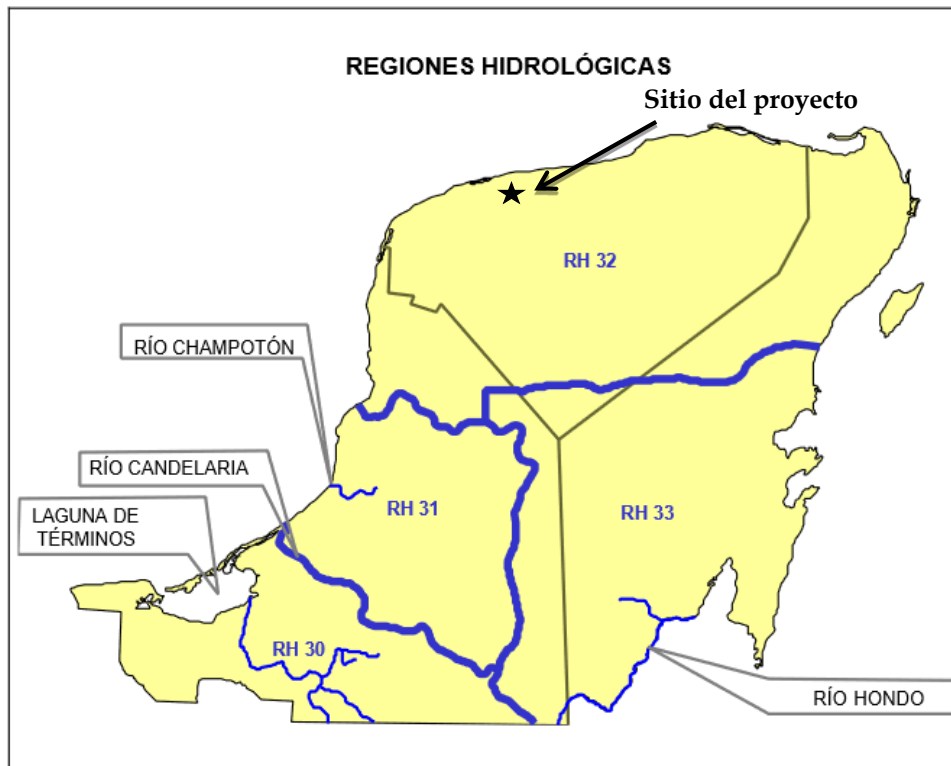 REGIONES HIDROLÓGICAS
Sitio del proyecto
RH 32
RÍO CHAMPOTÓN
RÍO CANDELARIA
LAGUNA DE
TÉRMINOS
RH 31
RH 33
RH 30
RÍO HONDO